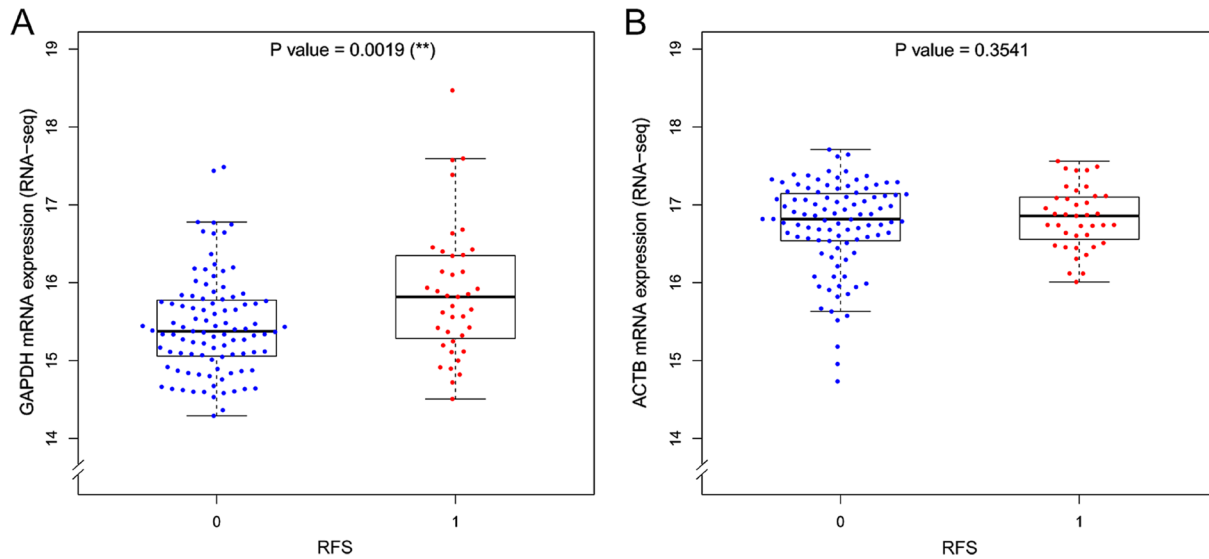 A
P value = 0.0019 (**)
GAPDH mRNA expression (RNA−seq)
19
18
17
16
15
14
0
1
RFS
B
P value = 0.3541
ACTB mRNA expression (RNA−seq)
19
18
17
16
15
14
0
1
RFS